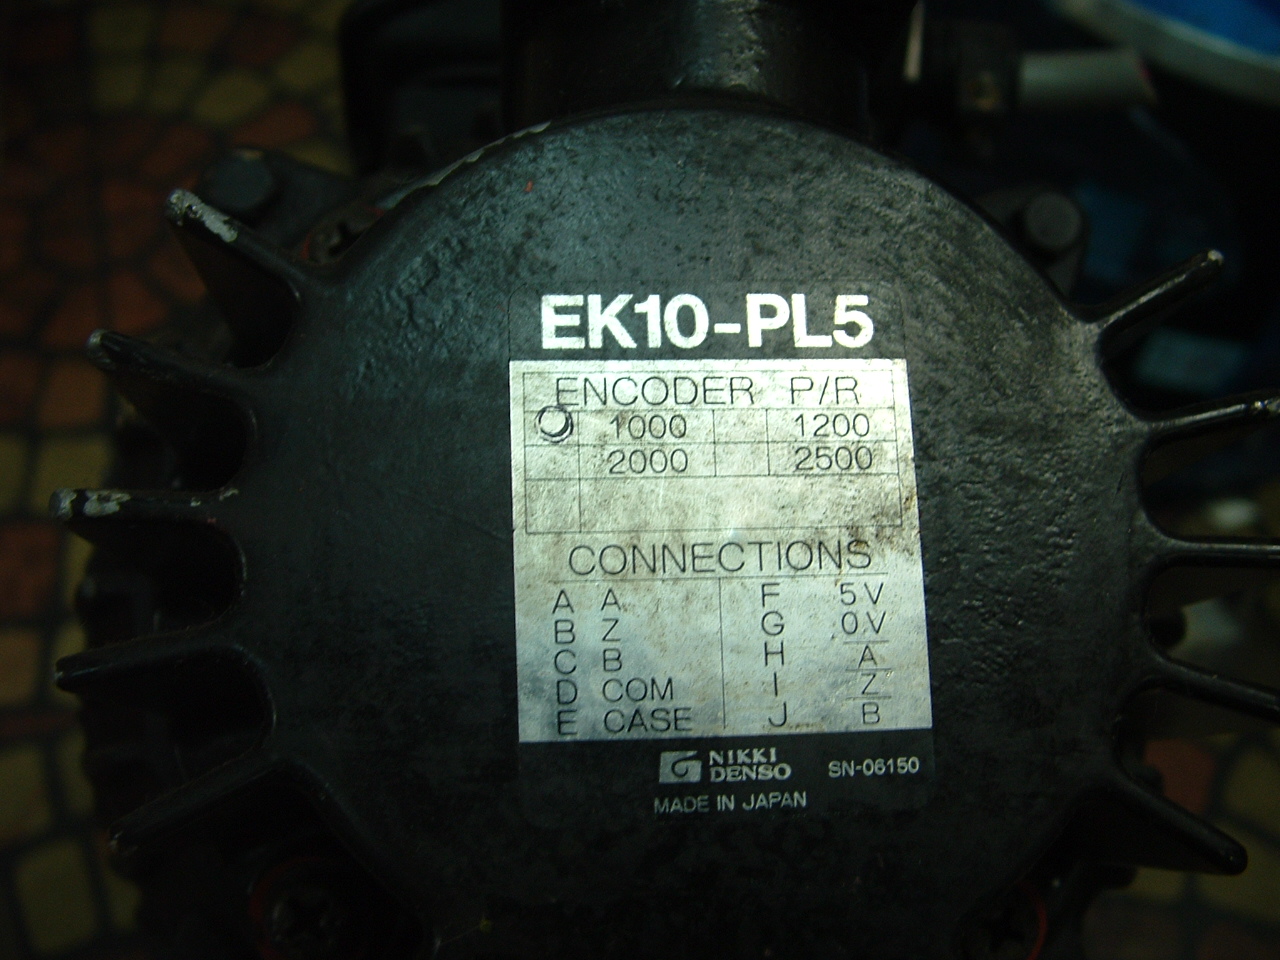 EK10-PL5
ENCODER P/R
1000 1200
2000 2500
CONNECTIONS
A A F 5V
B Z G 0V
C B H A̅
D COM I Z̅
E CASE J B̅
NIKKI
DENSO
SN-06150
MADE IN JAPAN